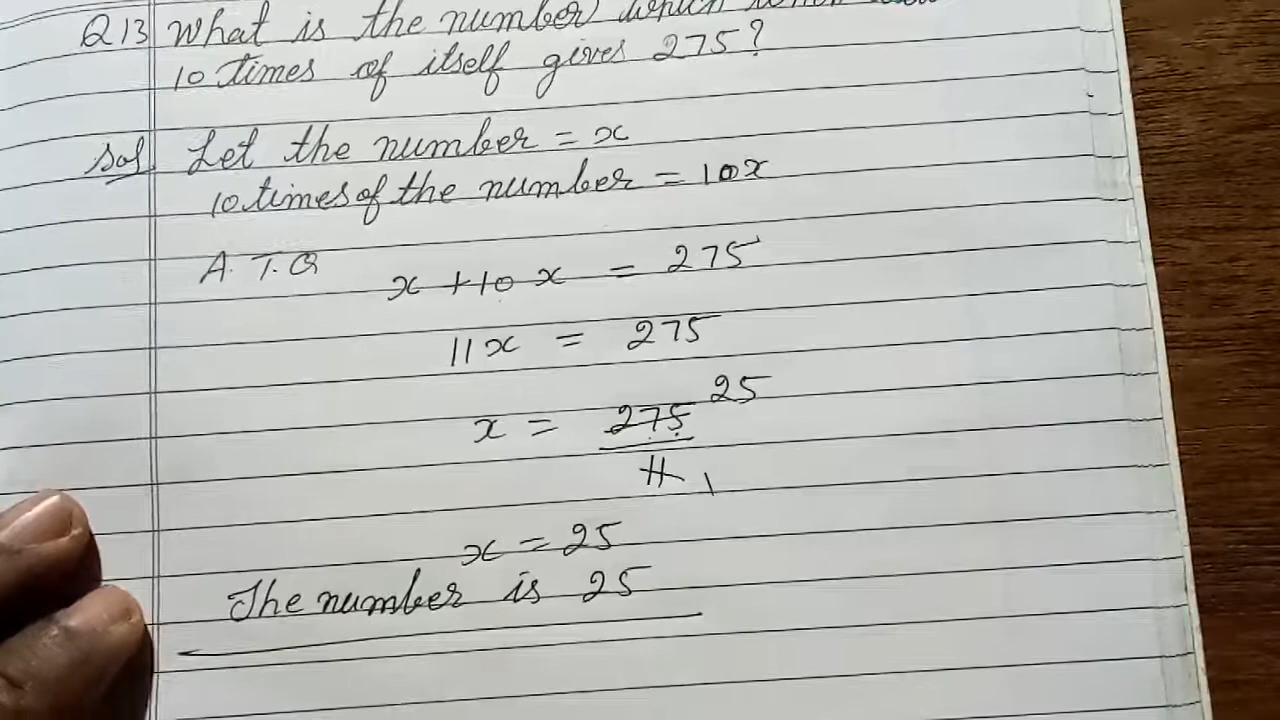 Q13 What is the number which
10 times of itself gives 275?
Sol. Let the number = x
10 times of the number = 10x
A.T.Q
x + 10x = 275
11x = 275
x = 275 25
11 1
x = 25
The number is 25